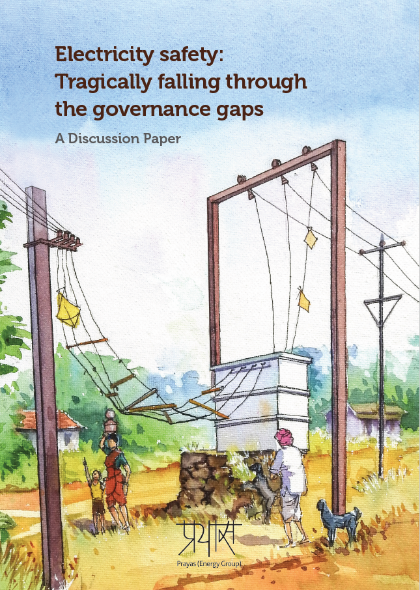 Electricity safety:
Tragically falling through
the governance gaps
A Discussion Paper
प्रयास
Prayas (Energy Group)